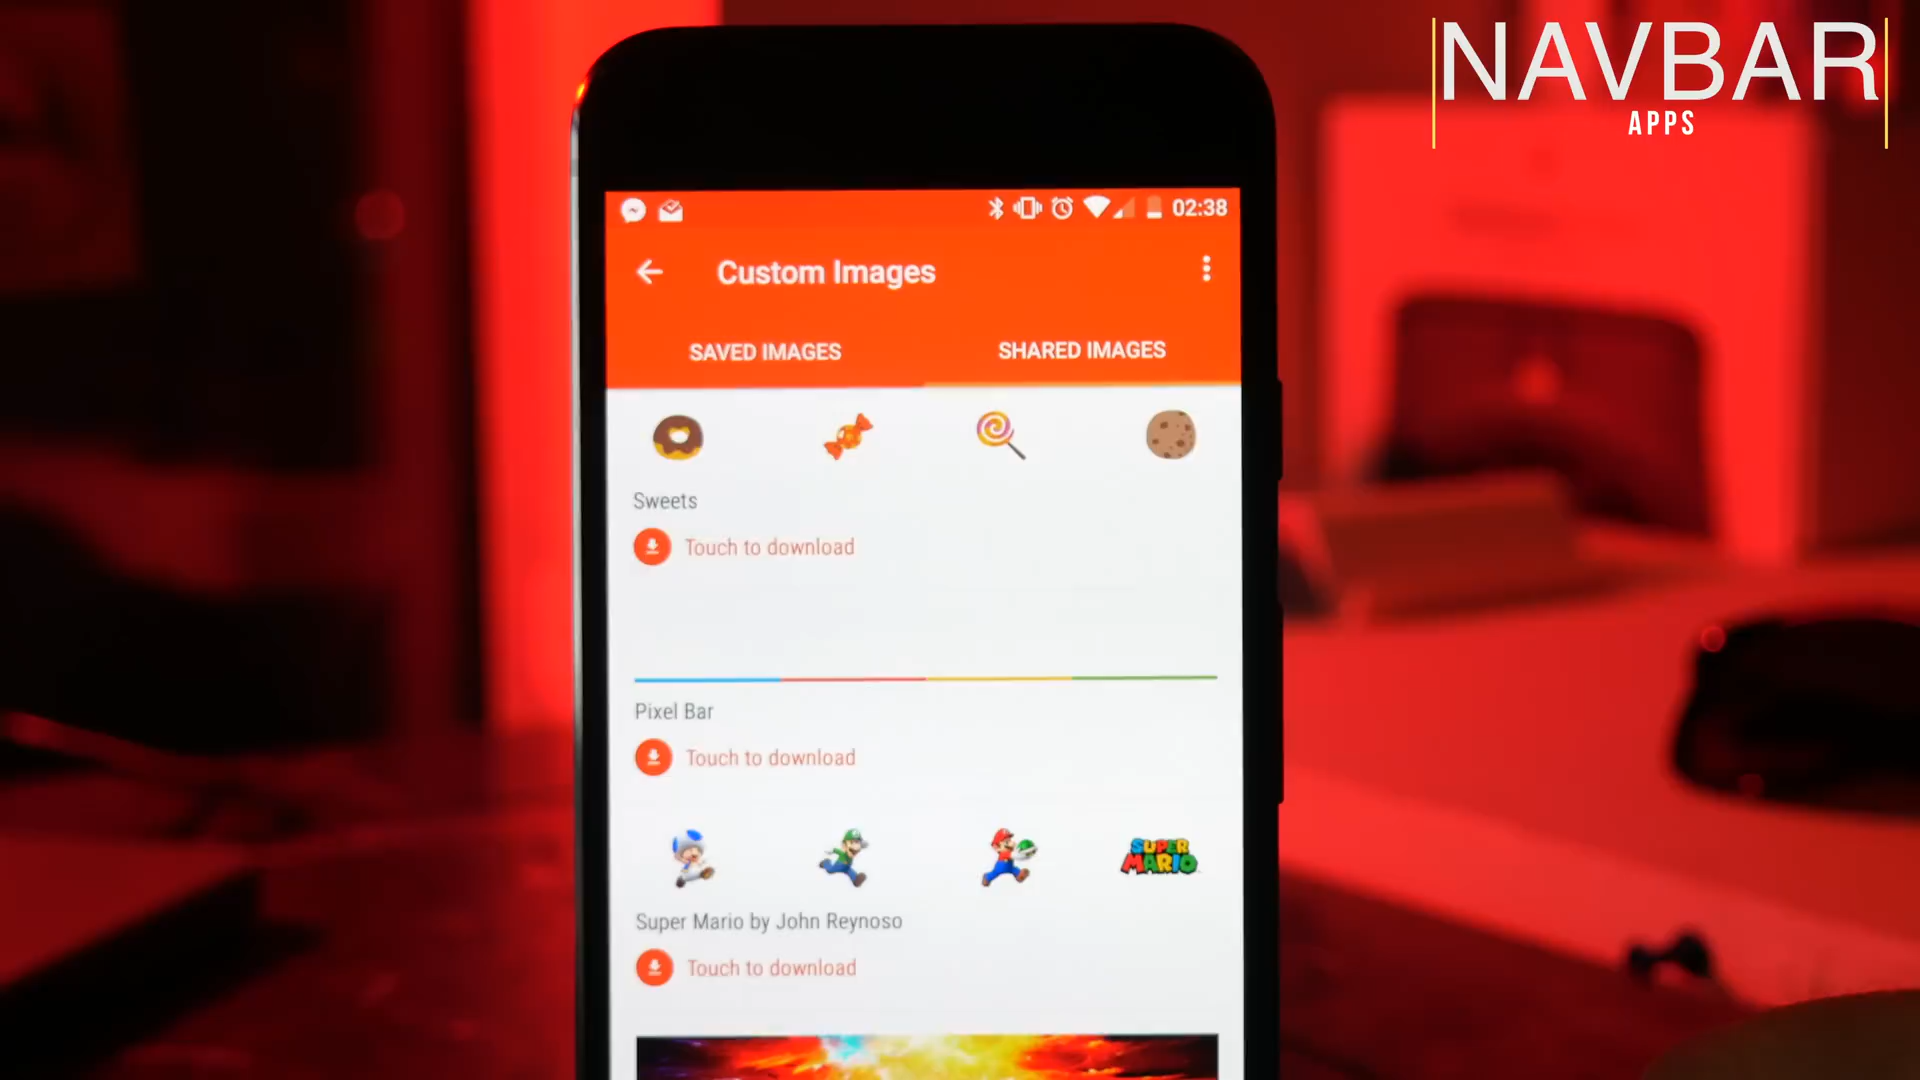 NAVBAR
APPS
02:38
Custom Images
SAVED IMAGES
SHARED IMAGES
Sweets
Touch to download
Pixel Bar
Touch to download
SUPER
MARIO
Super Mario by John Reynoso
Touch to download